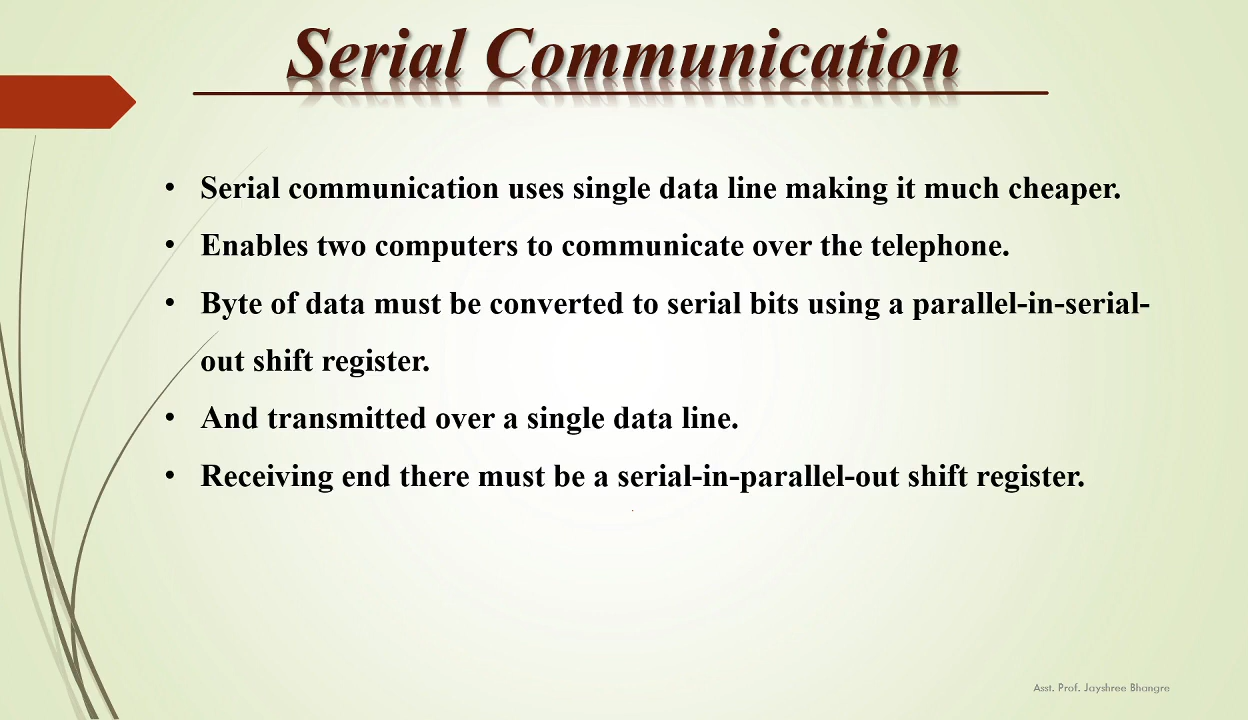 Serial Communication
• Serial communication uses single data line making it much cheaper.
• Enables two computers to communicate over the telephone.
• Byte of data must be converted to serial bits using a parallel-in-serial-
out shift register.
• And transmitted over a single data line.
• Receiving end there must be a serial-in-parallel-out shift register.
Asst. Prof. Jayshree Bhangre